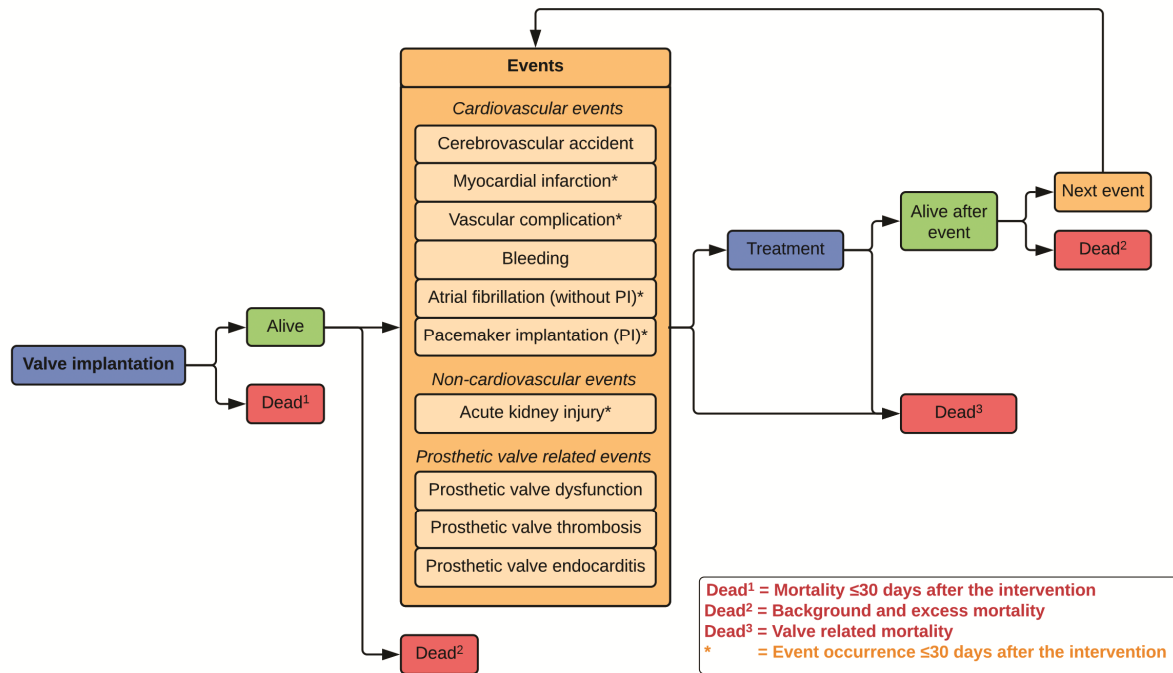 Events
Cardiovascular events
Cerebrovascular accident
Myocardial infarction*
Vascular complication*
Bleeding
Atrial fibrillation (without PI)*
Pacemaker implantation (PI)*
Non-cardiovascular events
Acute kidney injury*
Prosthetic valve related events
Prosthetic valve dysfunction
Prosthetic valve thrombosis
Prosthetic valve endocarditis
Valve implantation
Alive
Dead¹
Dead²
Treatment
Alive after
event
Dead³
Next event
Dead²
Dead¹ = Mortality ≤30 days after the intervention
Dead² = Background and excess mortality
Dead³ = Valve related mortality
* = Event occurrence ≤30 days after the intervention